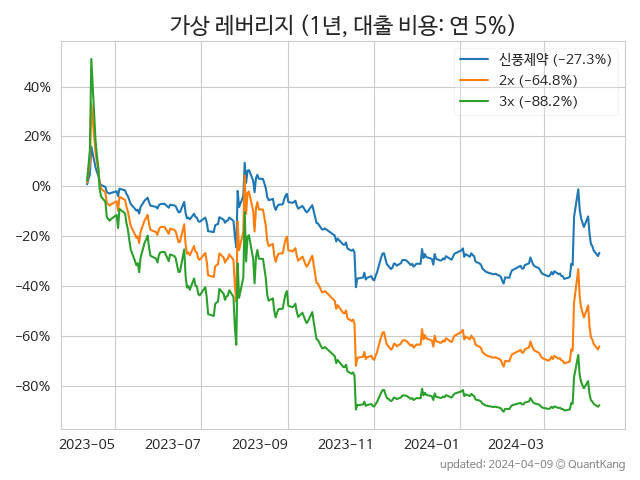 가상 레버리지 (1년, 대출 비용: 연 5%)
신풍제약 (−27.3%)
2x (−64.8%)
3x (−88.2%)
40%
20%
0%
−20%
−40%
−60%
−80%
2023-05 2023-07 2023-09 2023-11 2024-01 2024-03
updated: 2024-04-09 © QuantKang